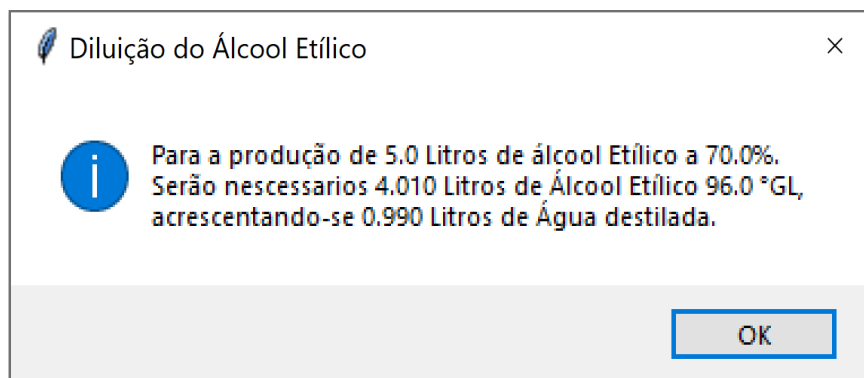 Diluição do Álcool Etílico
Para a produção de 5.0 Litros de álcool Etílico a 70.0%.
Serão nescessarios 4.010 Litros de Álcool Etílico 96.0 °GL,
acrescentando-se 0.990 Litros de Água destilada.
OK